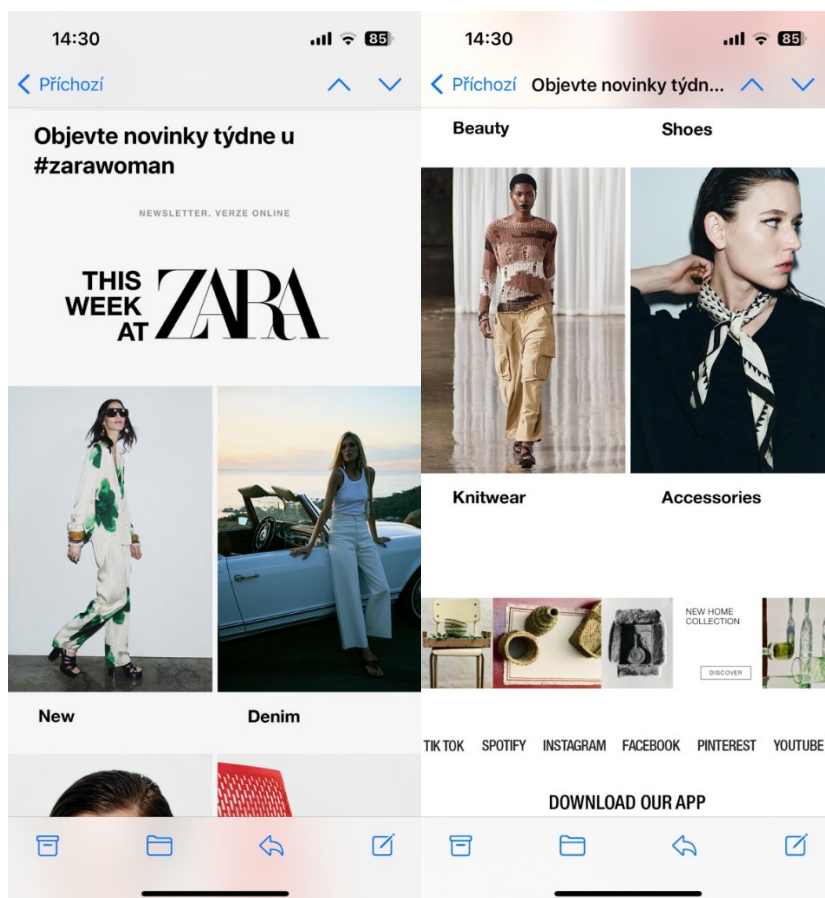 14:30
85
Příchozí
Objevte novinky týdne u
#zarawoman
NEWSLETTER. VERZE ONLINE
THIS
WEEK
AT ZARA
New
Denim
14:30
85
Příchozí Objevte novinky týdn...
Beauty
Shoes
Knitwear
Accessories
NEW HOME
COLLECTION
DISCOVER
TIK TOK SPOTIFY INSTAGRAM FACEBOOK PINTEREST YOUTUBE
DOWNLOAD OUR APP